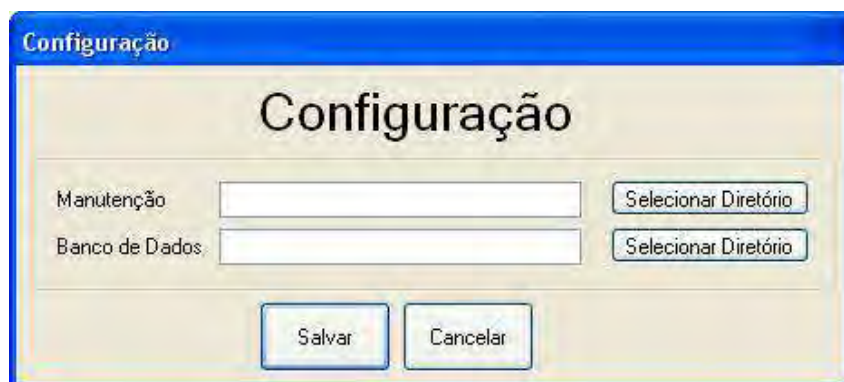 Configuração
Configuração
Manutenção Selecionar Diretório
Banco de Dados Selecionar Diretório
Salvar Cancelar